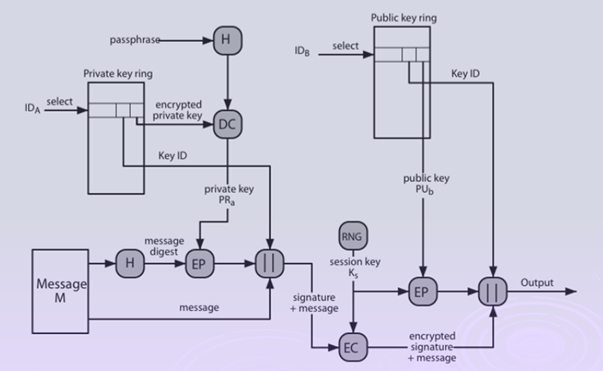 Public key ring
passphrase
H
ID_B
select
Private key ring
Key ID
ID_A
select
encrypted
private key
DC
Key ID
private key
PR_a
public key
PU_b
RNG
message
digest
session key
K_s
H
EP
||
EP
||
Output
Message
M
message
signature
+ message
EC
encrypted
signature
+ message